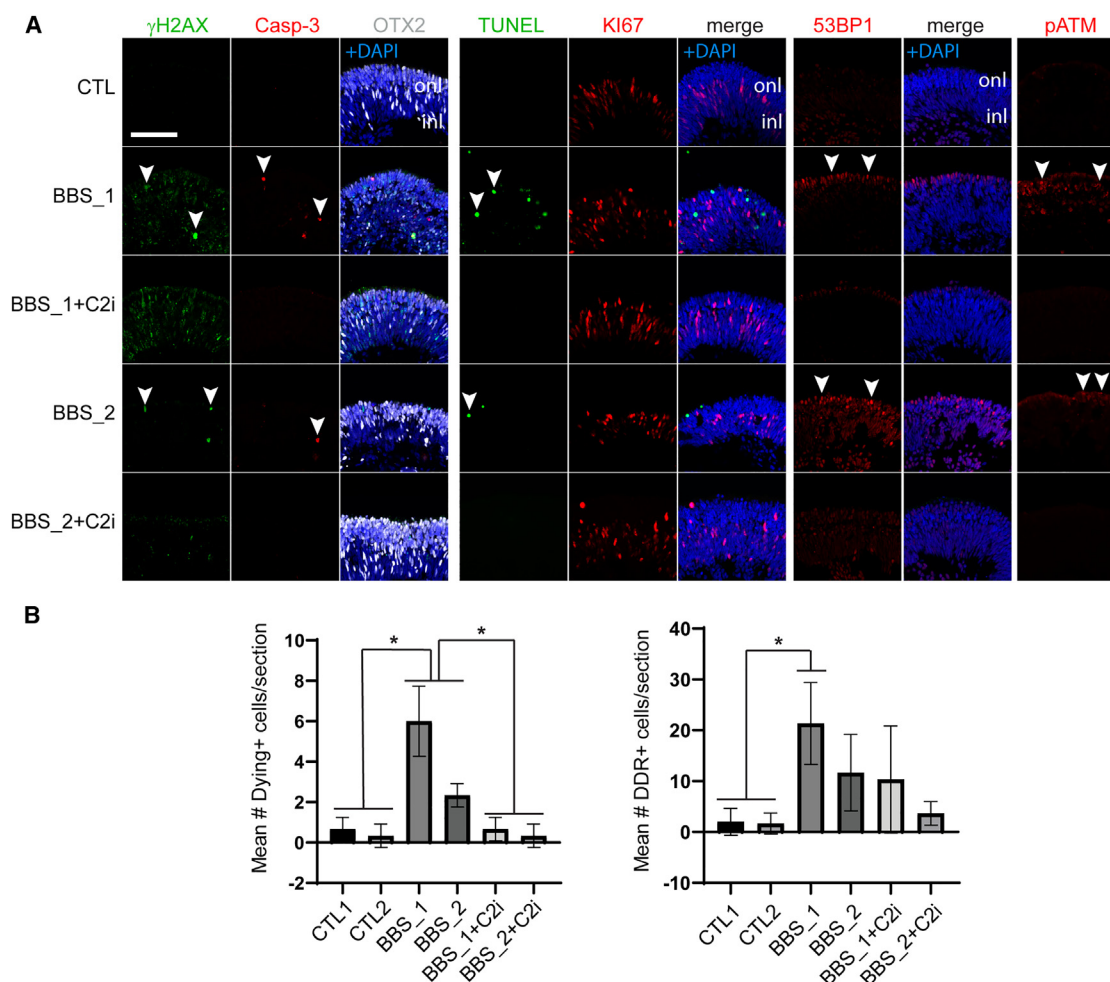 A
γH2AX Casp-3 OTX2 TUNEL KI67 merge 53BP1 merge pATM
+DAPI +DAPI +DAPI
CTL
onl onl onl
inl inl inl
BBS_1
BBS_1+C2i
BBS_2
BBS_2+C2i
B
*
*
Mean # Dying+ cells/section
10
8
6
4
2
0
-2
CTL1
CTL2
BBS_1
BBS_2
BBS_1+C2i
BBS_2+C2i
*
Mean # DDR+ cells/section
40
30
20
10
0
-10
CTL1
CTL2
BBS_1
BBS_2
BBS_1+C2i
BBS_2+C2i